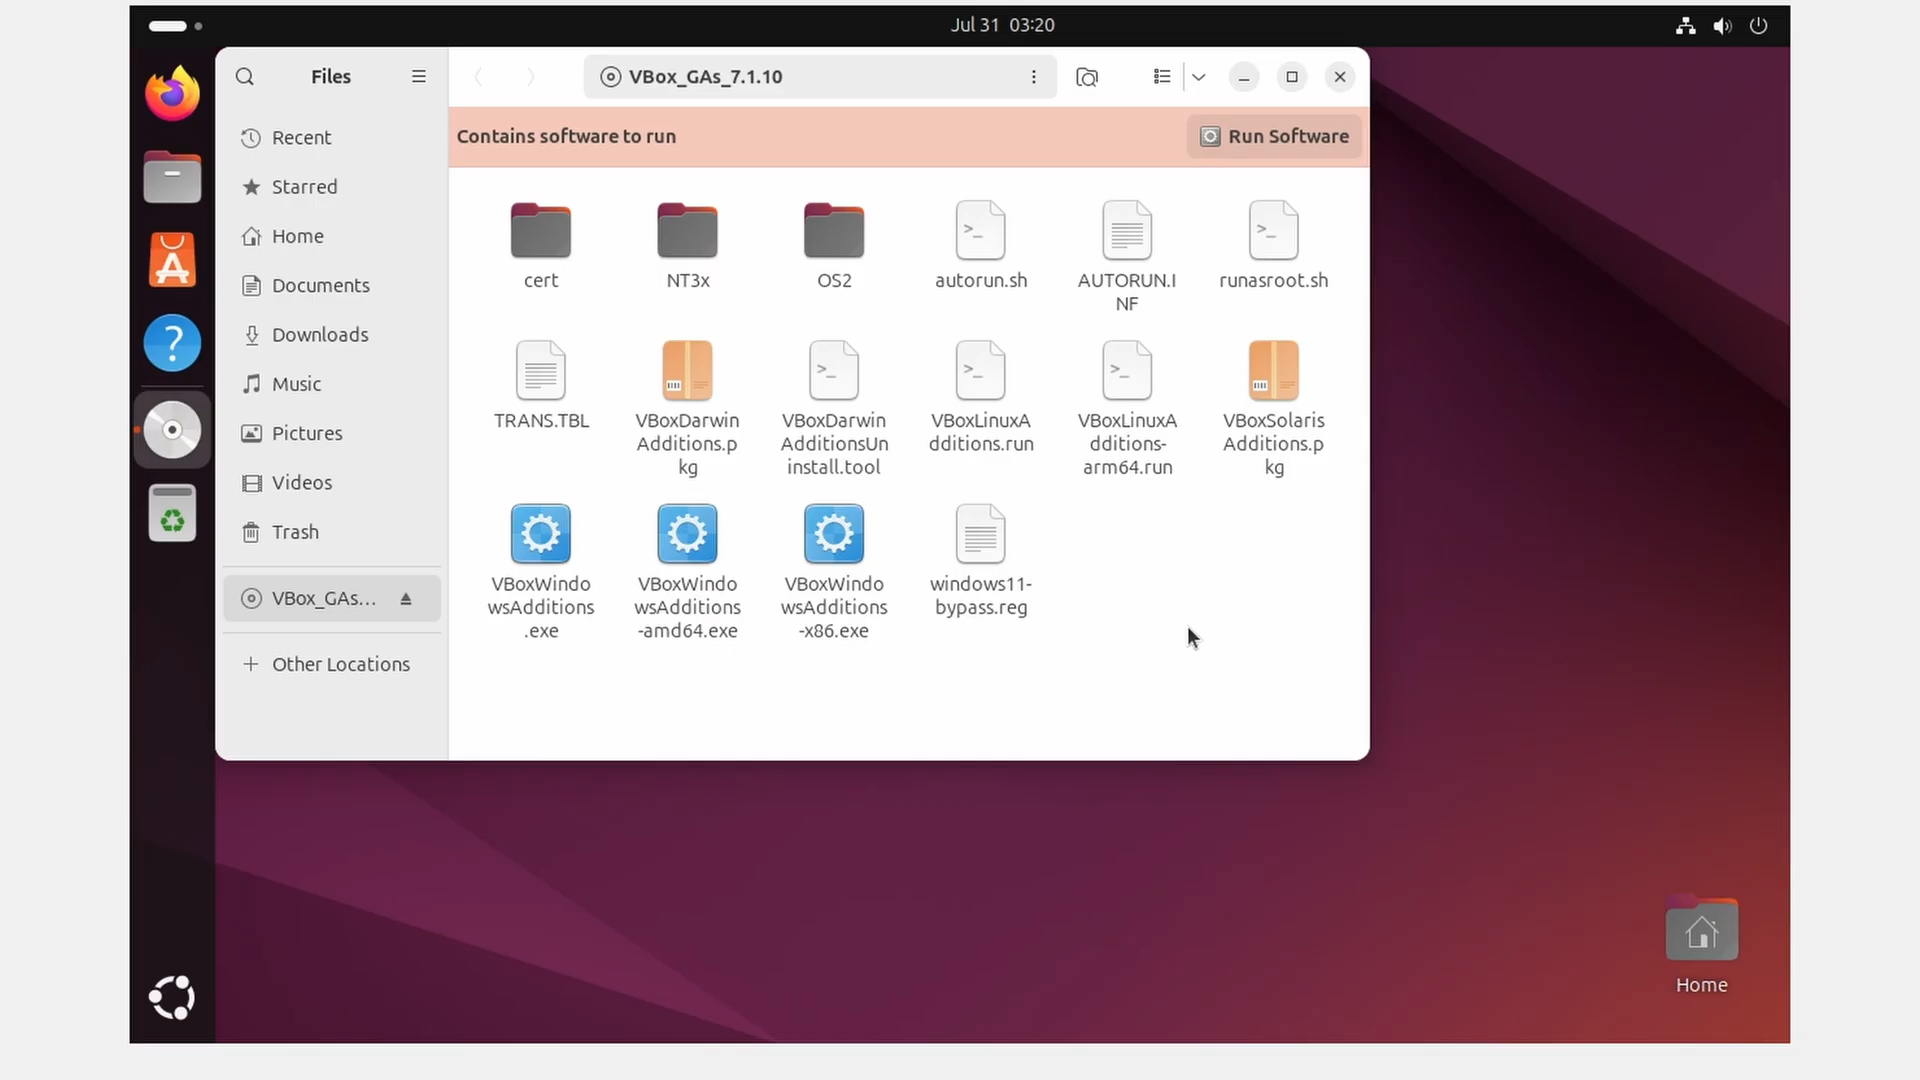 Jul 31 03:20
Files
VBox_GAs_7.1.10
Recent
Starred
Home
Documents
Downloads
Music
Pictures
Videos
Trash
VBox_GAs...
Other Locations
Contains software to run
Run Software
cert
NT3x
OS2
autorun.sh
AUTORUN.I
NF
runasroot.sh
TRANS.TBL
VBoxDarwin
Additions.p
kg
VBoxDarwin
AdditionsUn
install.tool
VBoxLinuxA
dditions.run
VBoxLinuxA
dditions-
arm64.run
VBoxSolaris
Additions.p
kg
VBoxWindo
wsAdditions
.exe
VBoxWindo
wsAdditions
-amd64.exe
VBoxWindo
wsAdditions
-x86.exe
windows11-
bypass.reg
Home